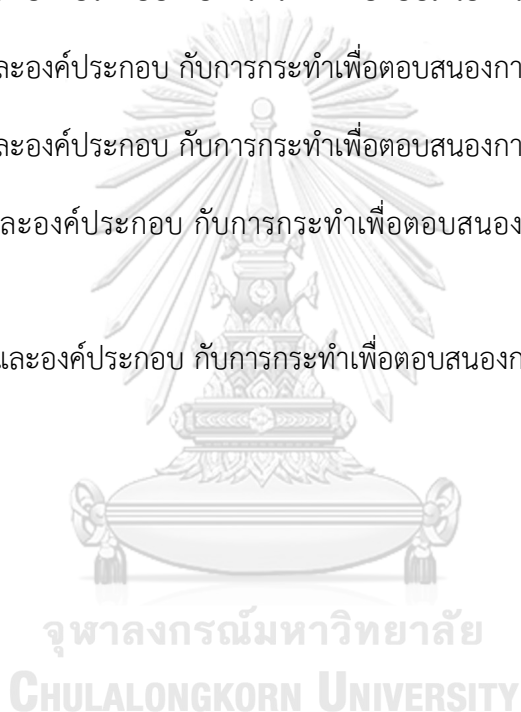 ละองค์ประกอบ กับการกระทำเพื่อตอบสนองกา
ละองค์ประกอบ กับการกระทำเพื่อตอบสนองกา
ละองค์ประกอบ กับการกระทำเพื่อตอบสนอง
และองค์ประกอบ กับการกระทำเพื่อตอบสนองก
จุฬาลงกรณ์มหาวิทยาลัย
CHULALONGKORN UNIVERSITY